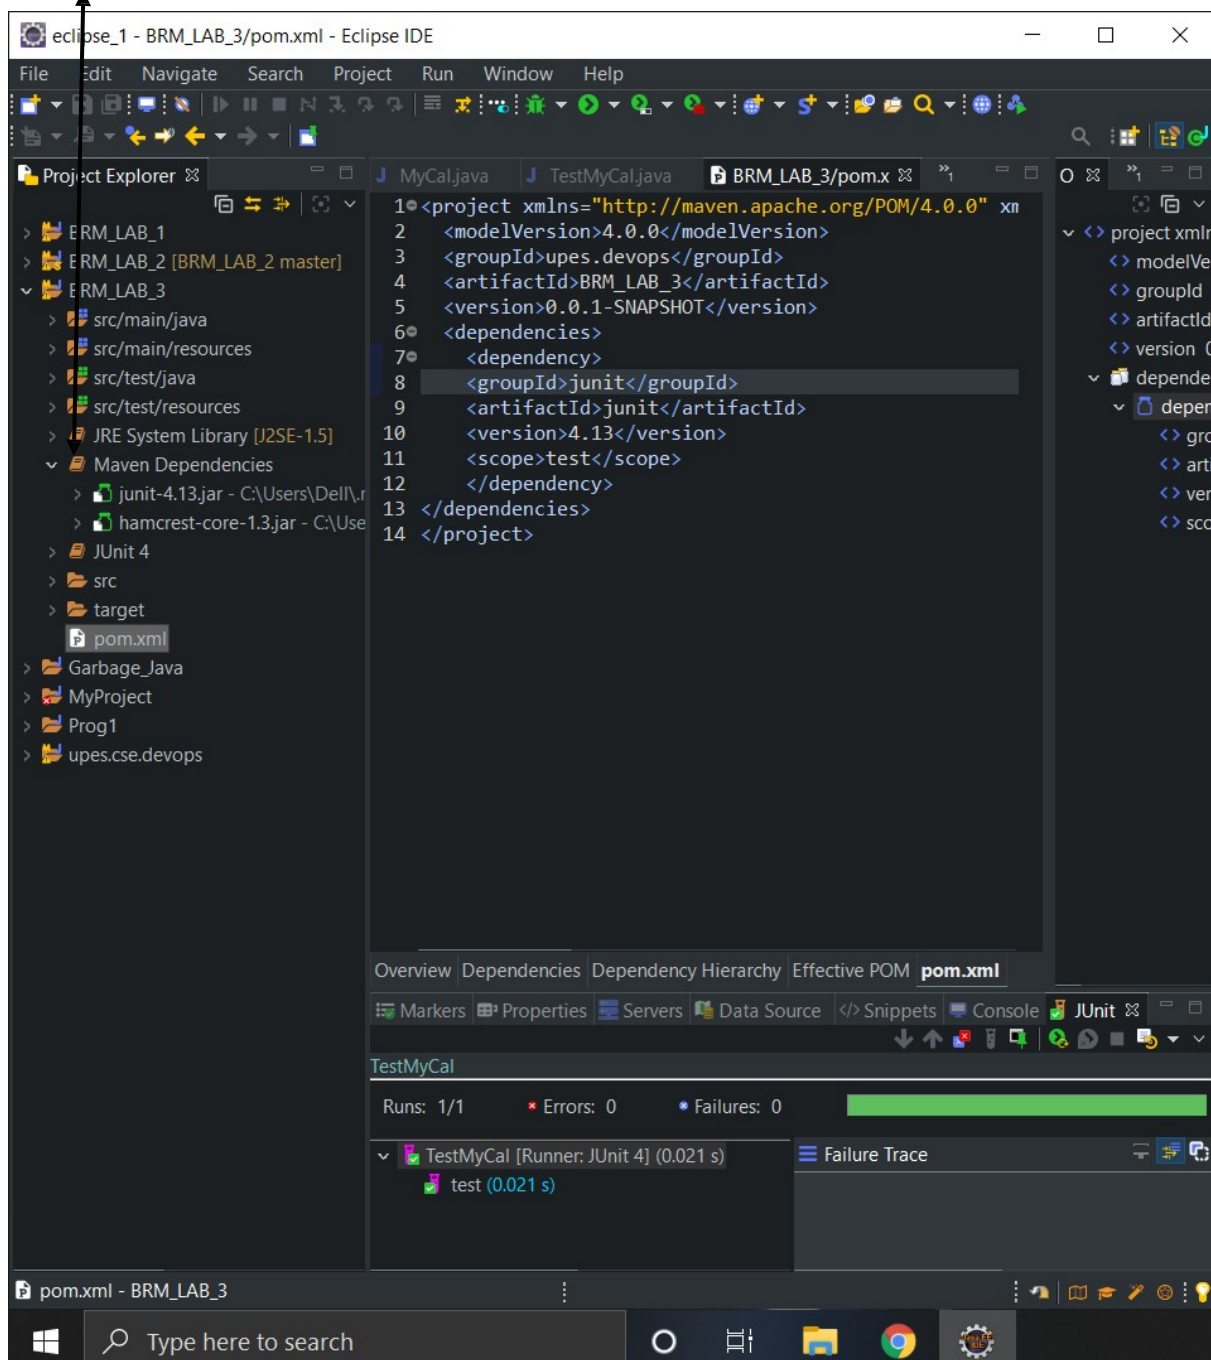 eclipse_1 - BRM_LAB_3/pom.xml - Eclipse IDE
File Edit Navigate Search Project Run Window Help
Project Explorer
BRM_LAB_1
BRM_LAB_2 [BRM_LAB_2 master]
BRM_LAB_3
src/main/java
src/main/resources
src/test/java
src/test/resources
JRE System Library [J2SE-1.5]
Maven Dependencies
junit-4.13.jar - C:\Users\Dell\.r
hamcrest-core-1.3.jar - C:\Use
JUnit 4
src
target
pom.xml
Garbage_Java
MyProject
Prog1
upes.cse.devops
MyCal.java TestMyCal.java BRM_LAB_3/pom.x »1
1 <project xmlns="http://maven.apache.org/POM/4.0.0" xm
2 <modelVersion>4.0.0</modelVersion>
3 <groupId>upes.devops</groupId>
4 <artifactId>BRM_LAB_3</artifactId>
5 <version>0.0.1-SNAPSHOT</version>
6 <dependencies>
7 <dependency>
8 <groupId>junit</groupId>
9 <artifactId>junit</artifactId>
10 <version>4.13</version>
11 <scope>test</scope>
12 </dependency>
13 </dependencies>
14 </project>
Overview Dependencies Dependency Hierarchy Effective POM pom.xml
O »1
project xmlr
modelVe
groupId
artifactId
version 0
depende
deper
gro
arti
ver
sco
Markers Properties Servers Data Source Snippets Console JUnit
TestMyCal
Runs: 1/1 Errors: 0 Failures: 0
TestMyCal [Runner: JUnit 4] (0.021 s)
test (0.021 s)
Failure Trace
pom.xml - BRM_LAB_3
Type here to search